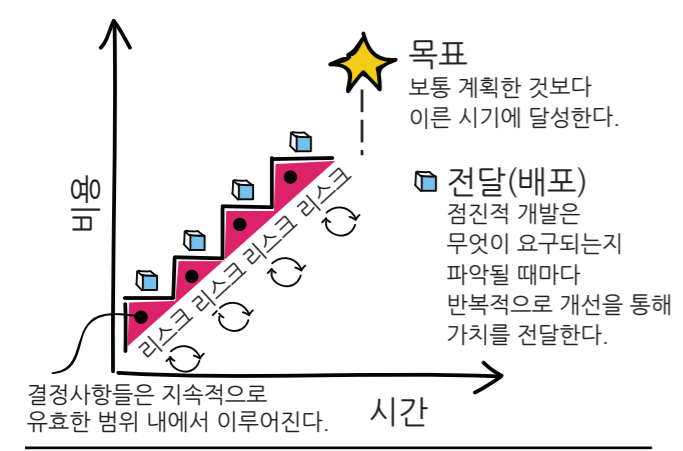 목표
보통 계획한 것보다
이른 시기에 달성한다.
전달(배포)
점진적 개발은
무엇이 요구되는지
파악될 때마다
반복적으로 개선을 통해
가치를 전달한다.
비용
리스크 리스크 리스크 리스크
결정사항들은 지속적으로
유효한 범위 내에서 이루어진다.
시간